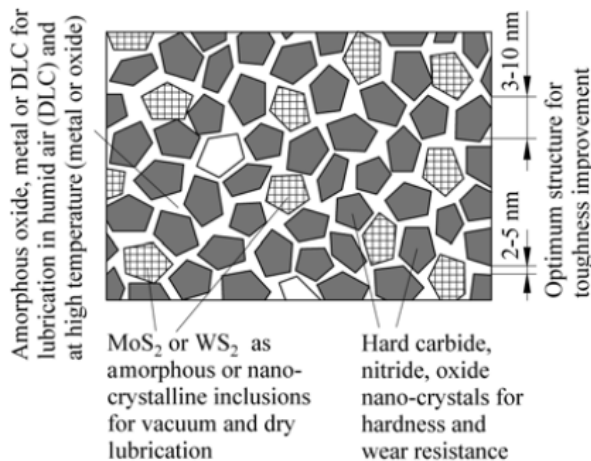 Amorphous oxide, metal or DLC for
lubrication in humid air (DLC) and
at high temperature (metal or oxide)
3-10 nm
2-5 nm
Optimum structure for
toughness improvement
MoS₂ or WS₂ as
amorphous or nano-
crystalline inclusions
for vacuum and dry
lubrication
Hard carbide,
nitride, oxide
nano-crystals for
hardness and
wear resistance